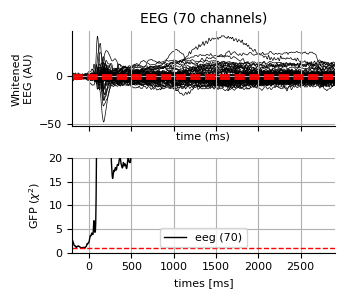 EEG (70 channels)
Whitened
EEG (AU)
0
−50
time (ms)
GFP (χ²)
20
15
10
5
0
eeg (70)
0 500 1000 1500 2000 2500
times [ms]